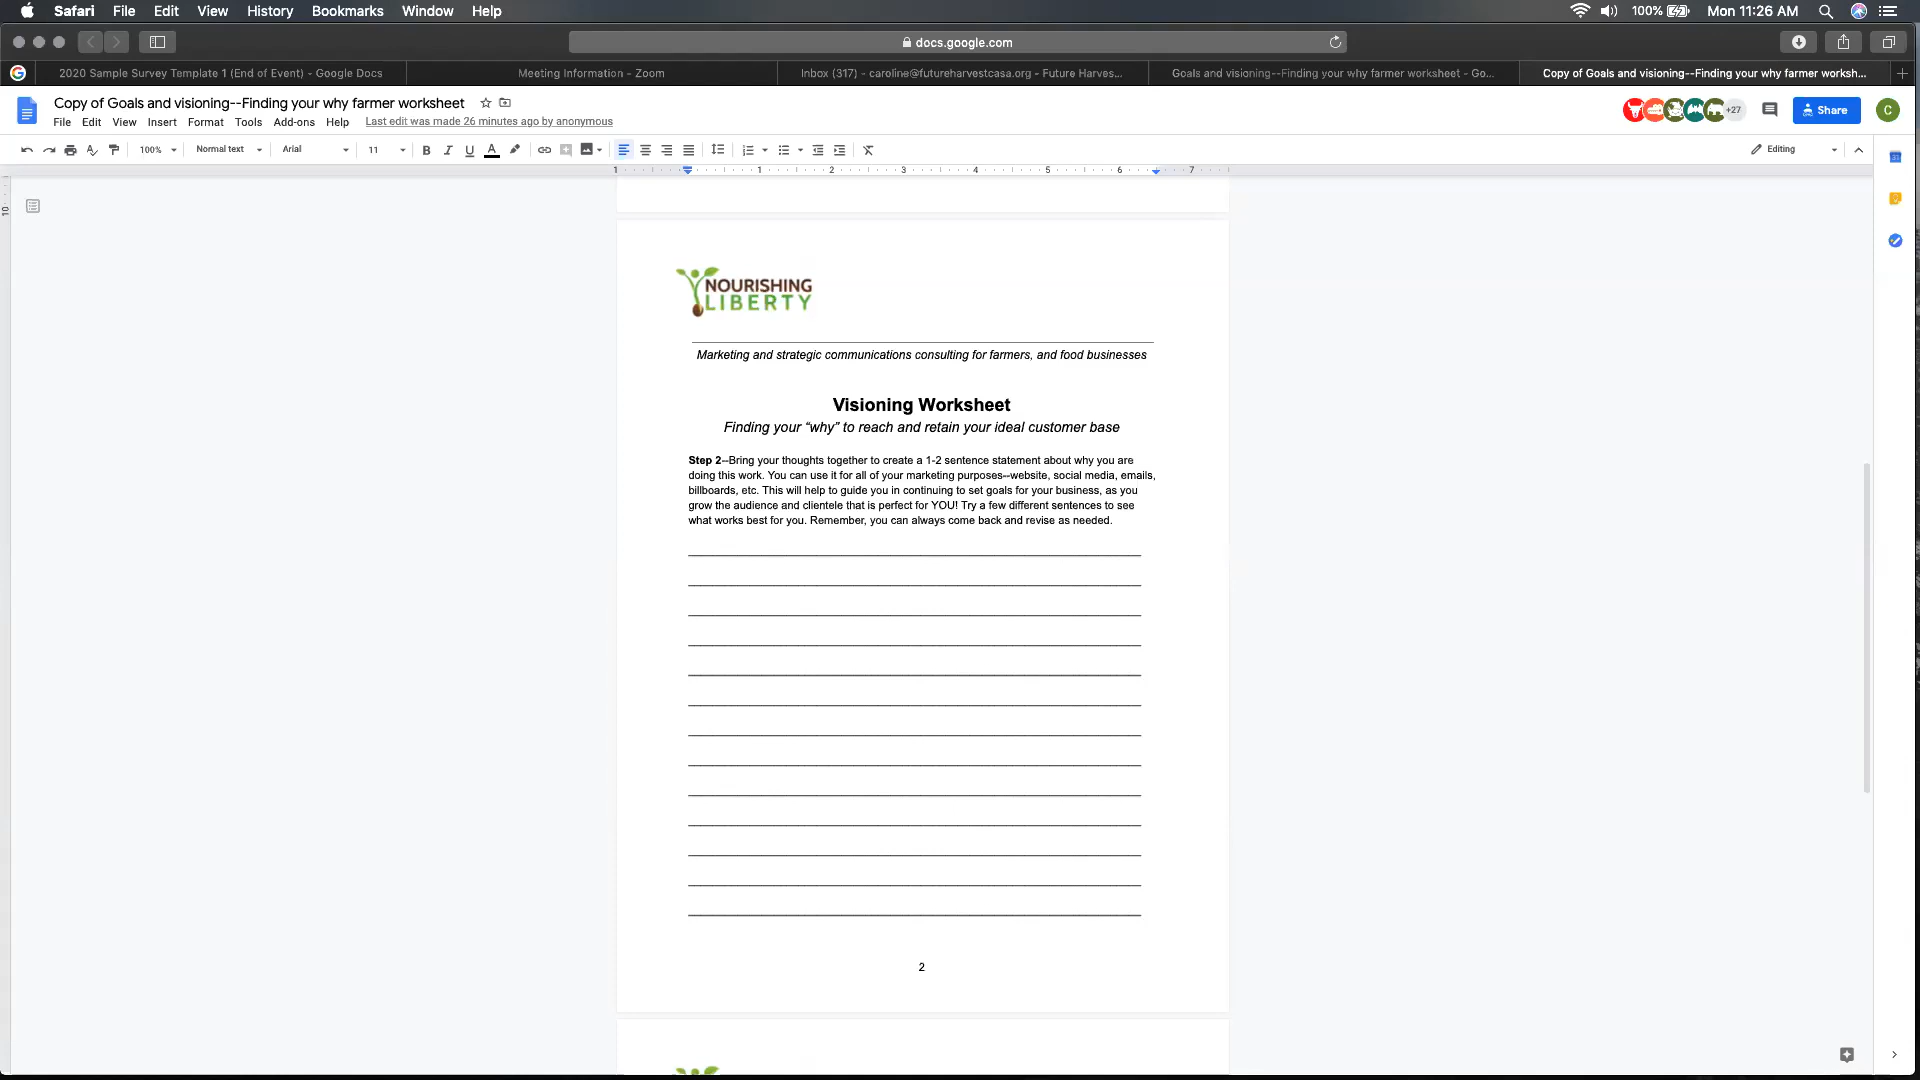 Safari File Edit View History Bookmarks Window Help 100% Mon 11:26 AM
docs.google.com
2020 Sample Survey Template 1 (End of Event) - Google Docs
Meeting Information - Zoom
Inbox (317) - caroline@futureharvestcasa.org - Future Harves...
Goals and visioning--Finding your why farmer worksheet - Go...
Copy of Goals and visioning--Finding your why farmer worksh...
Copy of Goals and visioning--Finding your why farmer worksheet
+27
Share
C
File Edit View Insert Format Tools Add-ons Help Last edit was made 26 minutes ago by anonymous
100% Normal text Arial 11 B I U A Editing
1 1 2 3 4 5 6 7
10
NOURISHING
LIBERTY
Marketing and strategic communications consulting for farmers, and food businesses
Visioning Worksheet
Finding your “why” to reach and retain your ideal customer base
Step 2--Bring your thoughts together to create a 1-2 sentence statement about why you are
doing this work. You can use it for all of your marketing purposes--website, social media, emails,
billboards, etc. This will help to guide you in continuing to set goals for your business, as you
grow the audience and clientele that is perfect for YOU! Try a few different sentences to see
what works best for you. Remember, you can always come back and revise as needed.
2